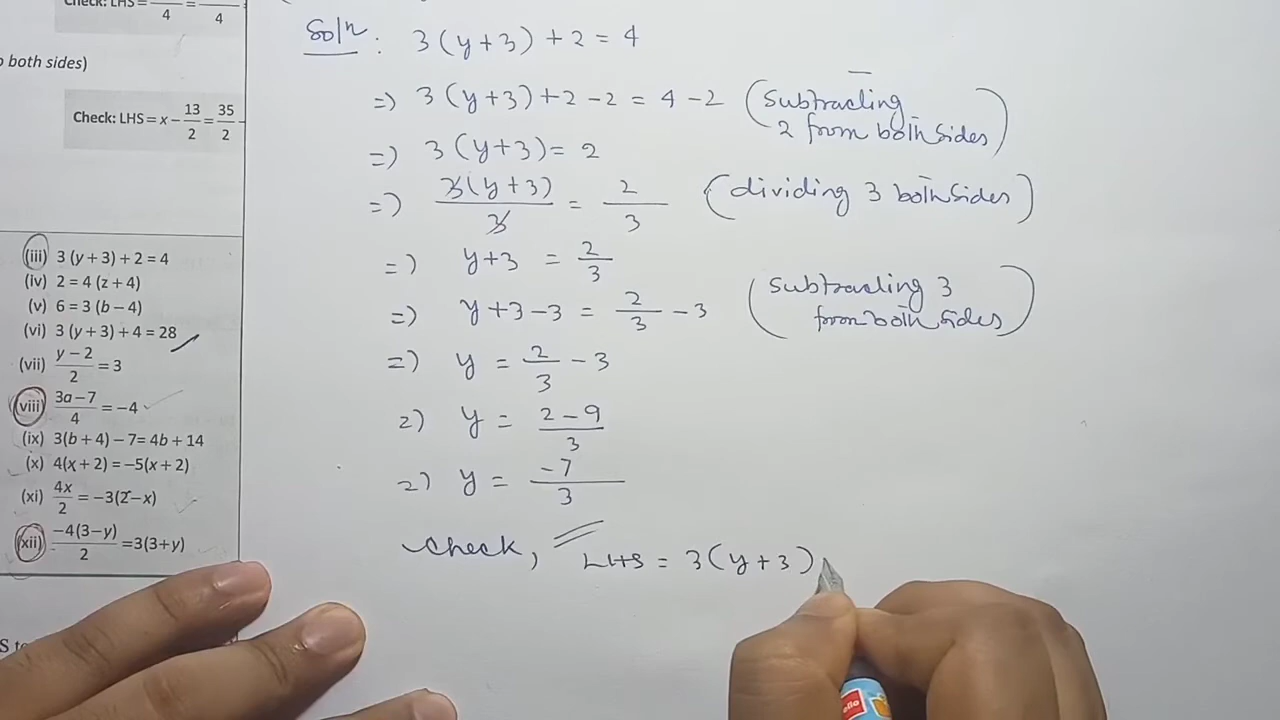 Check: LHS = — = —
4 4
o both sides)
Check: LHS = x − 13/2 = 35/2 −
(iii) 3 (y + 3) + 2 = 4
(iv) 2 = 4 (z + 4)
(v) 6 = 3 (b − 4)
(vi) 3 (y + 3) + 4 = 28
(vii) y − 2/2 = 3
(viii) 3a − 7/4 = −4
(ix) 3(b + 4) − 7= 4b + 14
(x) 4(x + 2) = −5(x + 2)
(xi) 4x/2 = −3(2 − x)
(xii) −4(3 − y)/2 =3(3 + y)
Soln : 3(y+3)+2=4
=) 3(y+3)+2-2=4-2 (Subtracting
2 from both sides)
=) 3(y+3)=2
=) 3(y+3)/3 = 2/3 (dividing 3 both sides)
=) y+3 = 2/3
=) y+3-3 = 2/3 - 3 (Subtracting 3
from both sides)
=) y = 2/3 - 3
=) y = 2-9/3
=) y = -7/3
Check, LHS = 3(y+3)
llo